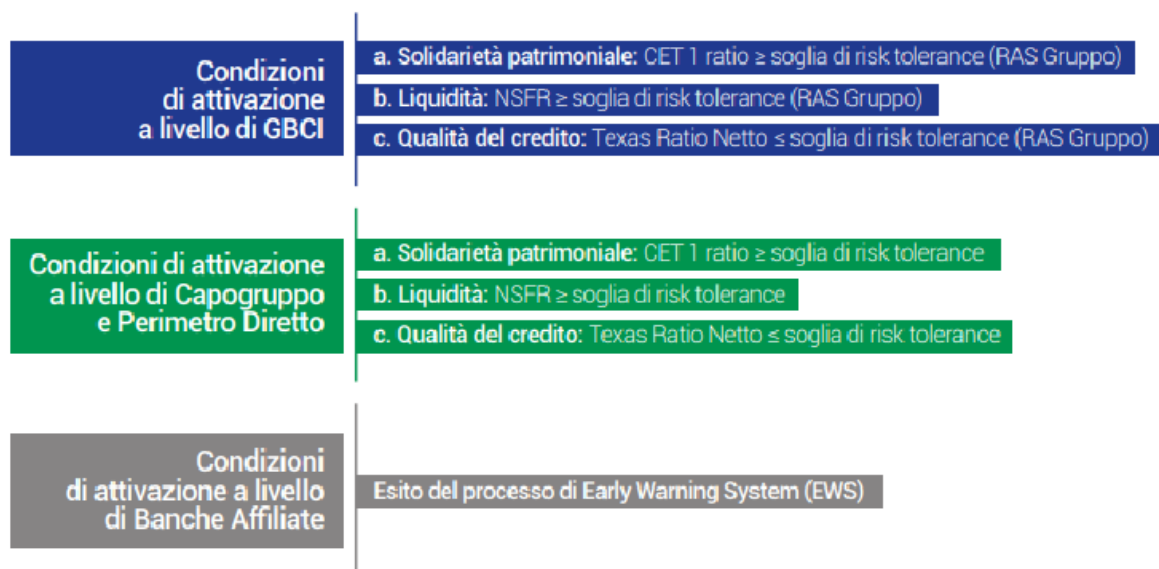 Condizioni
di attivazione
a livello di GBCI
a. Solidarietà patrimoniale: CET 1 ratio ≥ soglia di risk tolerance (RAS Gruppo)
b. Liquidità: NSFR ≥ soglia di risk tolerance (RAS Gruppo)
c. Qualità del credito: Texas Ratio Netto ≤ soglia di risk tolerance (RAS Gruppo)
Condizioni di attivazione
a livello di Capogruppo
e Perimetro Diretto
a. Solidarietà patrimoniale: CET 1 ratio ≥ soglia di risk tolerance
b. Liquidità: NSFR ≥ soglia di risk tolerance
c. Qualità del credito: Texas Ratio Netto ≤ soglia di risk tolerance
Condizioni
di attivazione a livello
di Banche Affiliate
Esito del processo di Early Warning System (EWS)